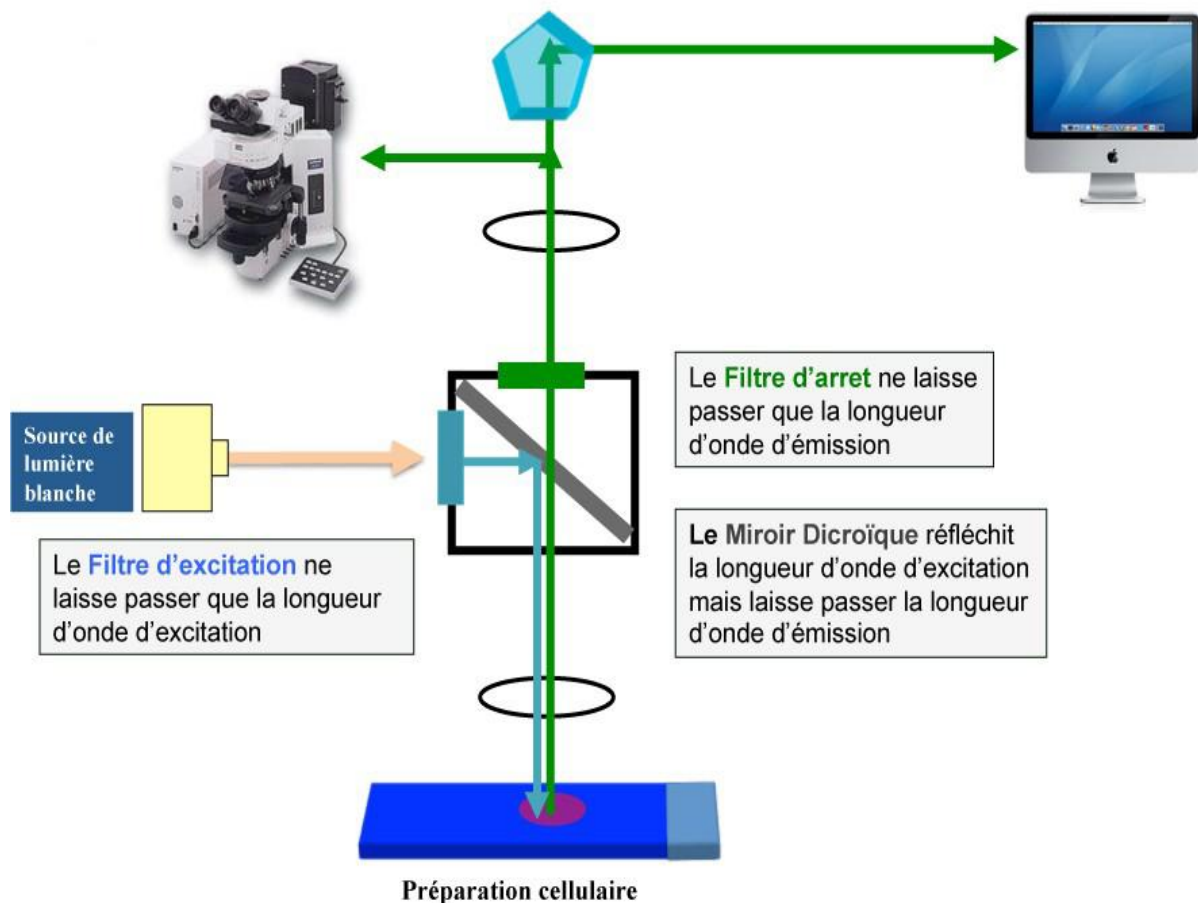 Le Filtre d'arret ne laisse
passer que la longueur
d'onde d'émission
Source de
lumière
blanche
Le Miroir Dicroïque réfléchit
la longueur d'onde d'excitation
mais laisse passer la longueur
d'onde d'émission
Le Filtre d'excitation ne
laisse passer que la longueur
d'onde d'excitation
Préparation cellulaire